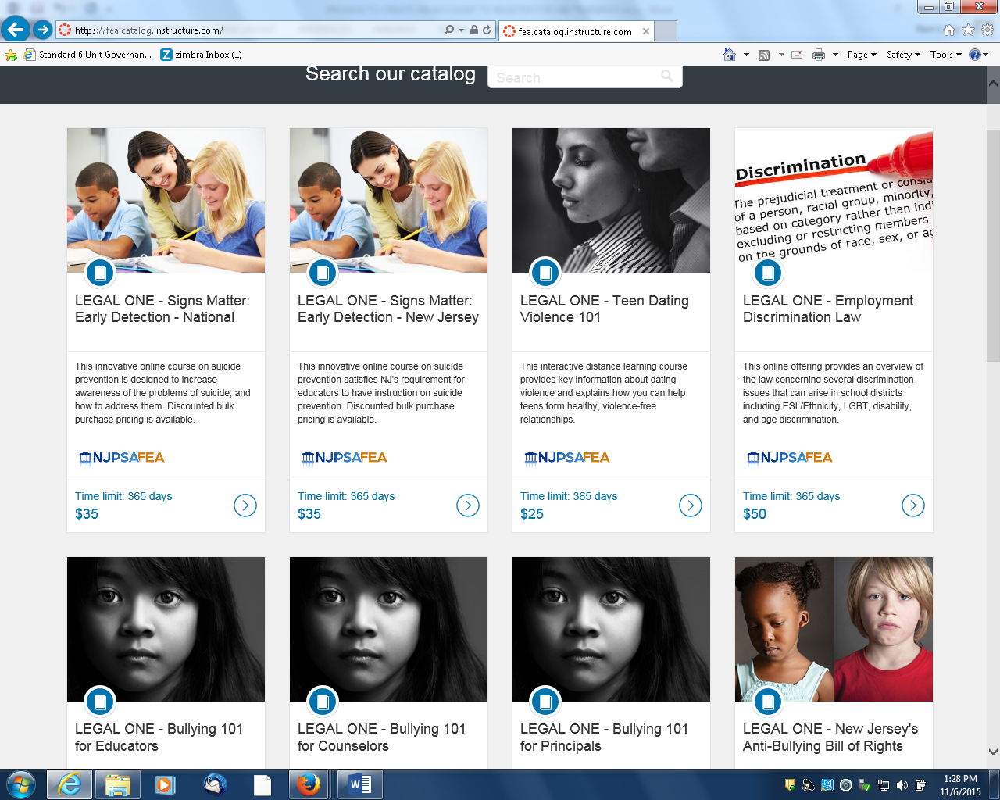 https://fea.catalog.instructure.com/
fea.catalog.instructure.com
Standard 6 Unit Governan...
zimbra Inbox (1)
Page
Safety
Tools
Search our catalog
Search
Discrimination
The prejudicial treatment or
of a person, racial group, minority,
based on category rather than
excluding or restricting members
on the grounds of race, sex, or
LEGAL ONE - Signs Matter:
Early Detection - National
This innovative online course on suicide
prevention is designed to increase
awareness of the problems of suicide, and
how to address them. Discounted bulk
purchase pricing is available.
NJPSAFEA
Time limit: 365 days
$35
LEGAL ONE - Signs Matter:
Early Detection - New Jersey
This innovative online course on suicide
prevention satisfies NJ's requirement for
educators to have instruction on suicide
prevention. Discounted bulk purchase
pricing is available.
NJPSAFEA
Time limit: 365 days
$35
LEGAL ONE - Teen Dating
Violence 101
This interactive distance learning course
provides key information about dating
violence and explains how you can help
teens form healthy, violence-free
relationships.
NJPSAFEA
Time limit: 365 days
$25
LEGAL ONE - Employment
Discrimination Law
This online offering provides an overview of
the law concerning several discrimination
issues that can arise in school districts
including ESL/Ethnicity, LGBT, disability,
and age discrimination.
NJPSAFEA
Time limit: 365 days
$50
LEGAL ONE - Bullying 101
for Educators
LEGAL ONE - Bullying 101
for Counselors
LEGAL ONE - Bullying 101
for Principals
LEGAL ONE - New Jersey's
Anti-Bullying Bill of Rights
1:28 PM
11/6/2015